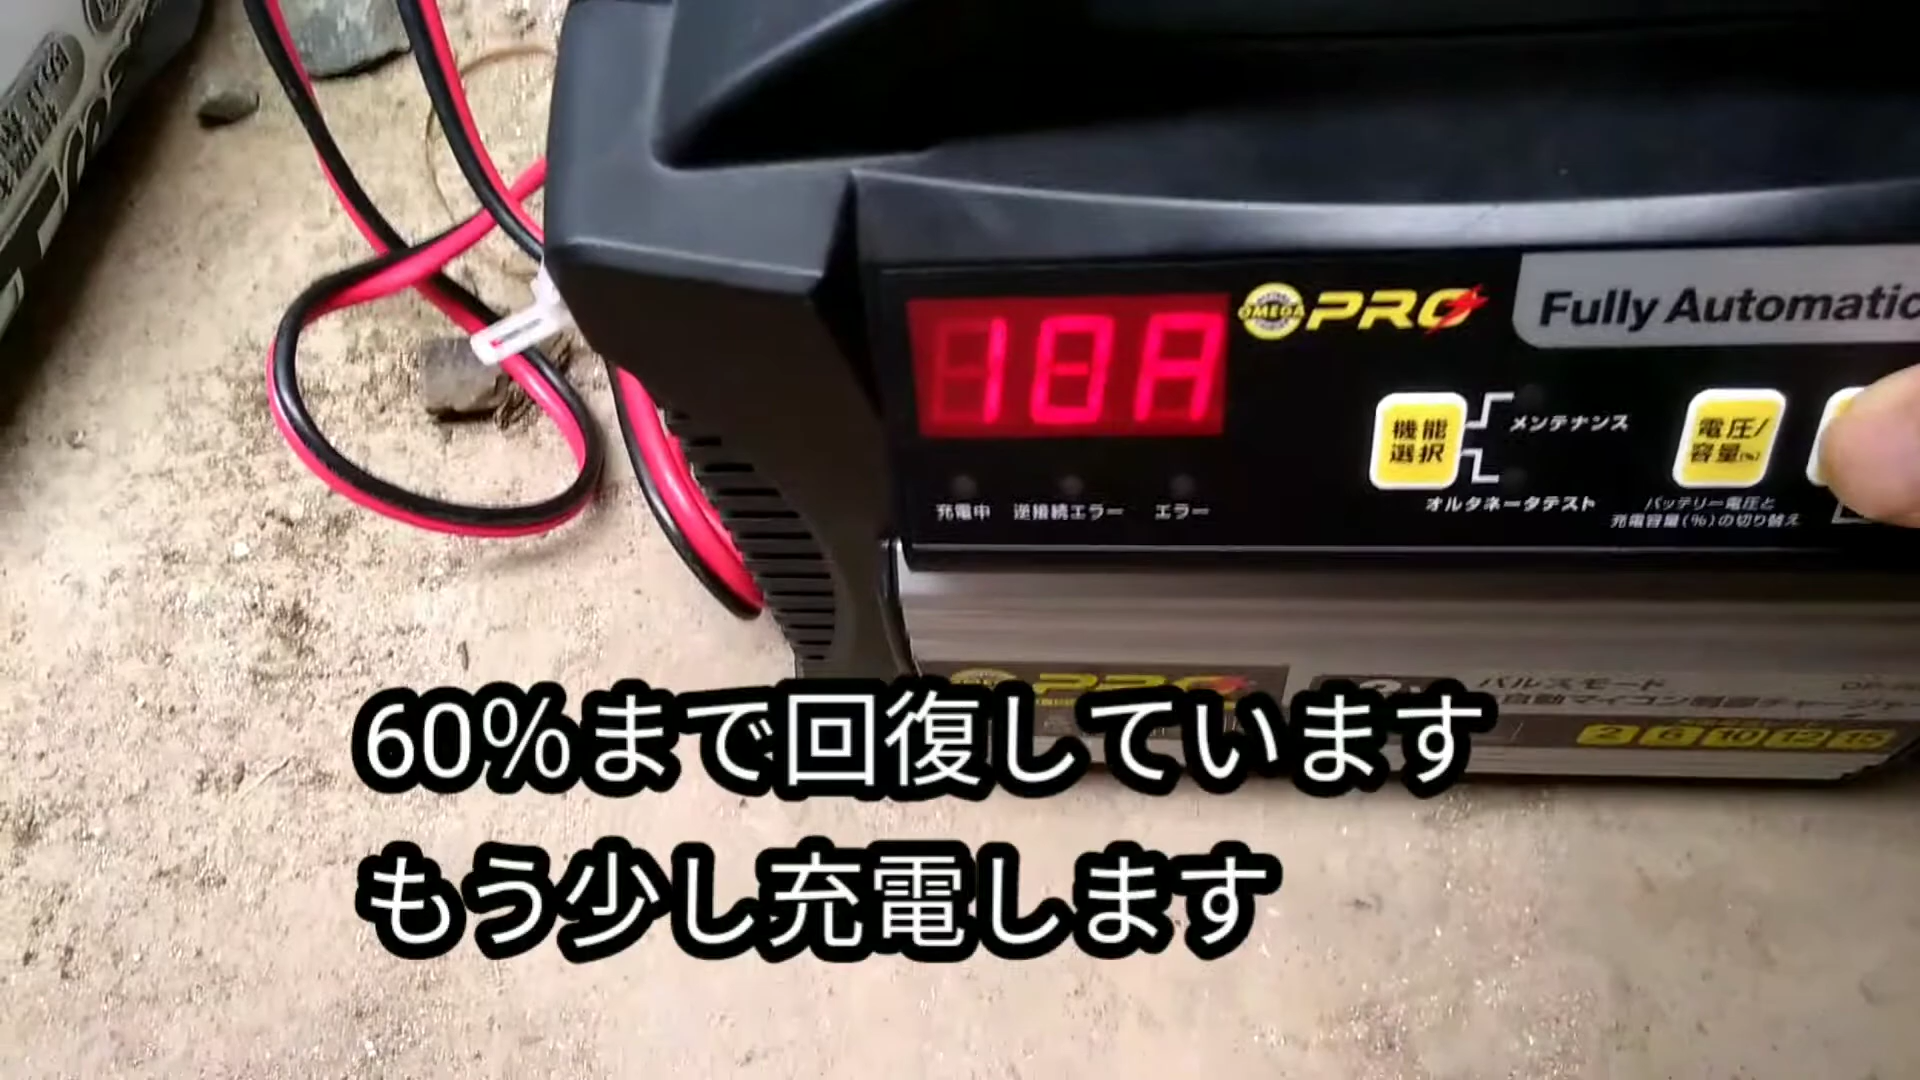 10A
OMEGA PRO
Fully Automatic
機能
選択
メンテナンス
オルタネータテスト
電圧/
容量(%)
バッテリー電圧と
充電容量(%)の切り替え
充電中
逆接続エラー
エラー
PRO
パルスモード
2 6 10 12 15
60%まで回復しています
もう少し充電します